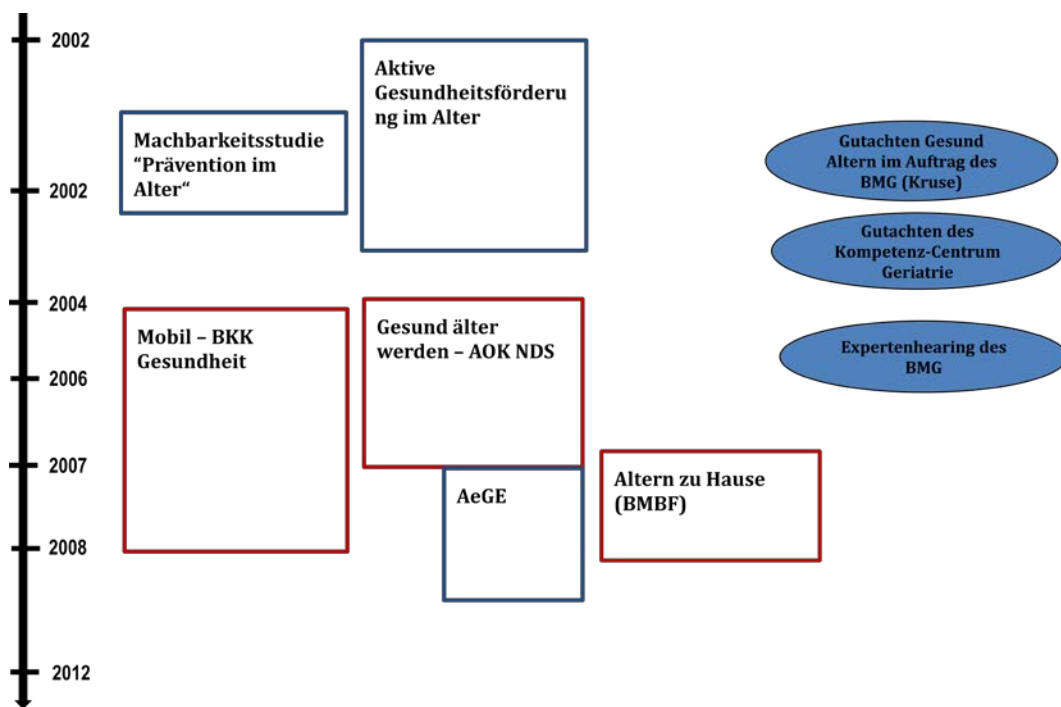 2002
Aktive
Gesundheitsförderu
ng im Alter
Machbarkeitsstudie
“Prävention im
Alter“
Gutachten Gesund
Altern im Auftrag des
BMG (Kruse)
2002
Gutachten des
Kompetenz-Centrum
Geriatrie
2004
Mobil – BKK
Gesundheit
Gesund älter
werden – AOK NDS
Expertenhearing des
BMG
2006
2007
AeGE
Altern zu Hause
(BMBF)
2008
2012